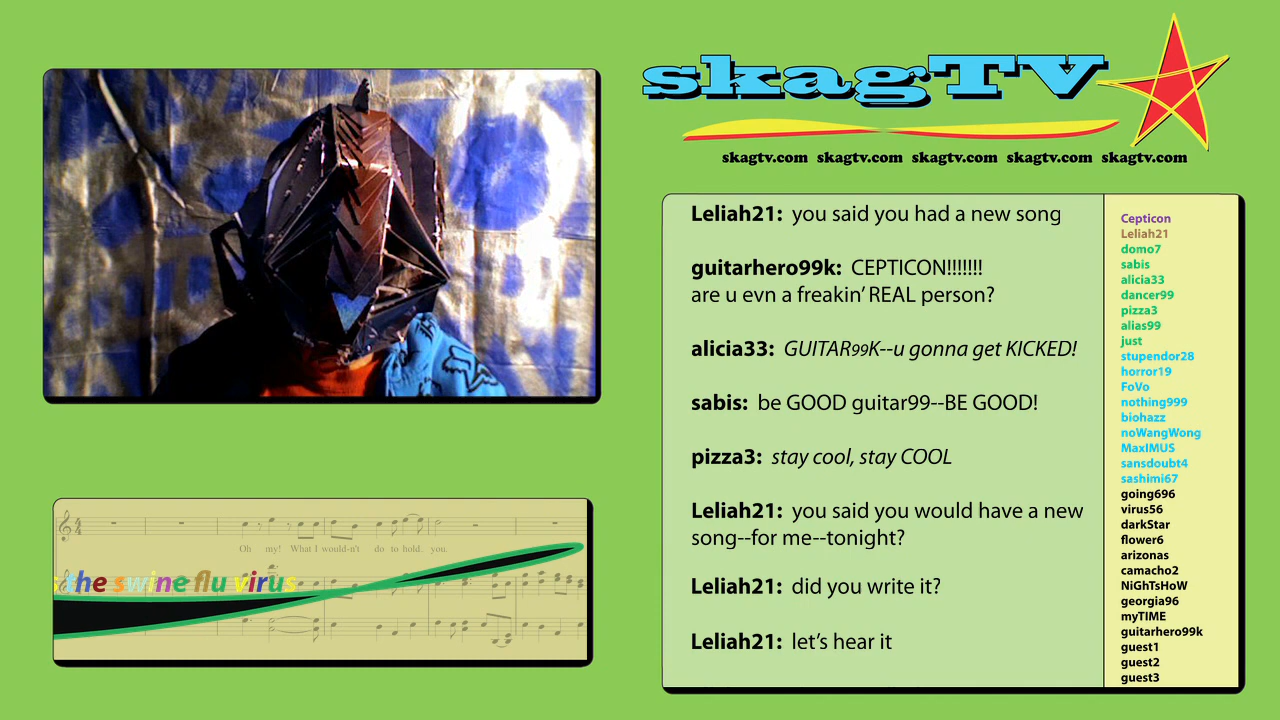 skagTV
skagtv.com skagtv.com skagtv.com skagtv.com skagtv.com
Leliah21: you said you had a new song
guitarhero99k: CEPTICON!!!!!!!
are u evn a freakin’ REAL person?
alicia33: GUITAR99K--u gonna get KICKED!
sabis: be GOOD guitar99--BE GOOD!
pizza3: stay cool, stay COOL
Leliah21: you said you would have a new
song--for me--tonight?
Leliah21: did you write it?
Leliah21: let’s hear it
Cepticon
Leliah21
domo7
sabis
alicia33
dancer99
pizza3
alias99
just
stupendor28
horror19
FoVo
nothing999
biohazz
noWangWong
MaxIMUS
sansdoubt4
sashimi67
going696
virus56
darkStar
flower6
arizonas
camacho2
NiGhTsHoW
georgia96
myTIME
guitarhero99k
guest1
guest2
guest3
Oh my! What I would-n't do to hold you.
the swine flu virus